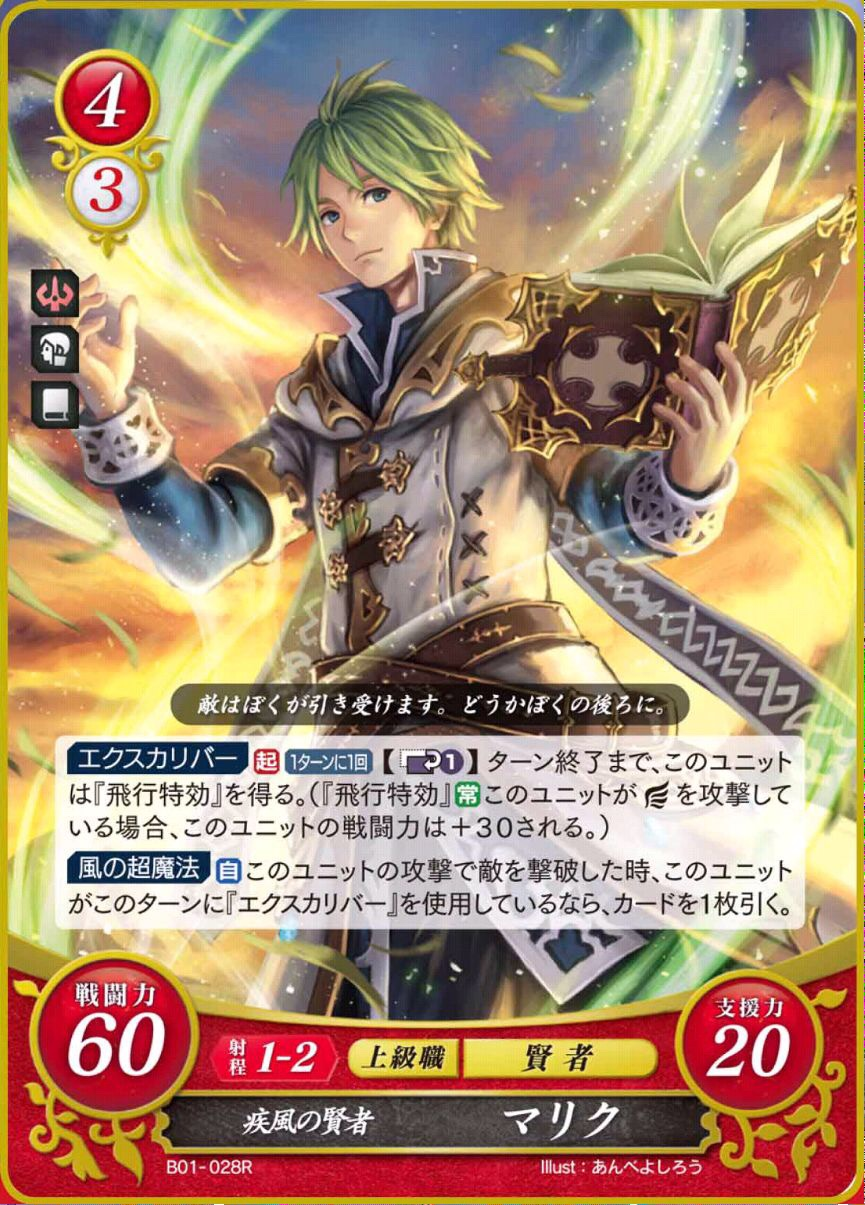 4
3
敵はぼくが引き受けます。どうかぼくの後ろに。
エクスカリバー 起 1ターンに1回 【 1】ターン終了まで、このユニット
は『飛行特効』を得る。(『飛行特効』常このユニットが を攻撃して
いる場合、このユニットの戦闘力は+30される。)
風の超魔法 自このユニットの攻撃で敵を撃破した時、このユニット
がこのターンに『エクスカリバー』を使用しているなら、カードを1枚引く。
戦闘力
60
射程 1-2 上級職 賢者
支援力
20
疾風の賢者 マリク
B01-028R Illust:あんべよしろう